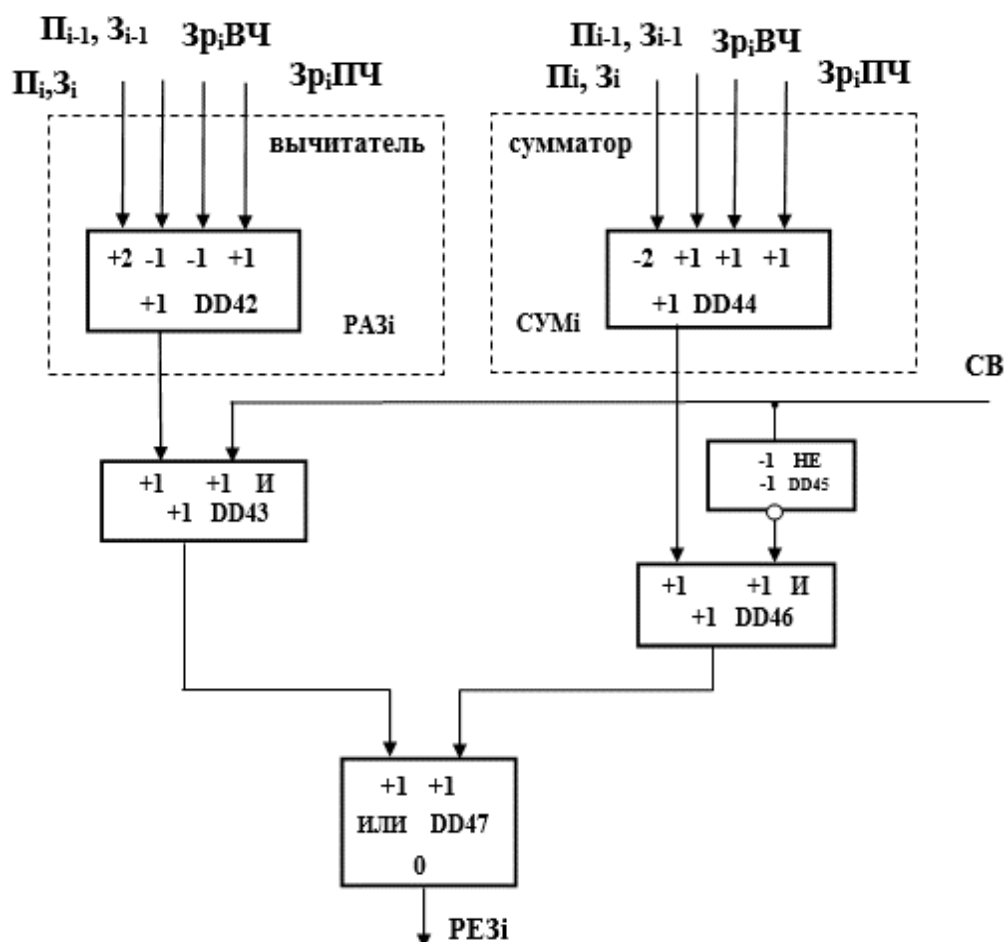 Пi-1, Зi-1 ЗрiВЧ
Пi,Зi ЗрiПЧ
Пi-1, Зi-1 ЗрiВЧ
Пi, Зi ЗрiПЧ
вычитатель
сумматор
+2 -1 -1 +1
+1 DD42
РАЗi
-2 +1 +1 +1
+1 DD44
СУМi
СВ
+1 +1 И
+1 DD43
-1 НЕ
-1 DD45
+1 +1 И
+1 DD46
+1 +1
ИЛИ DD47
0
РЕЗi